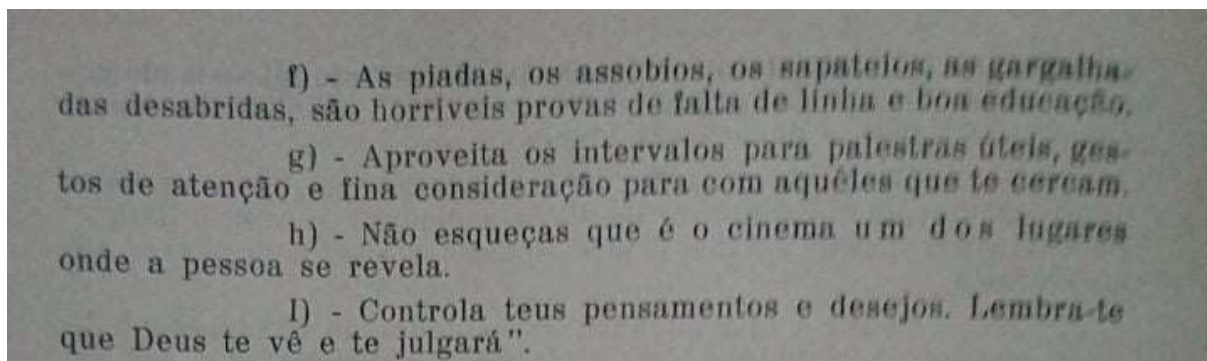 f) - As piadas, os assobios, os sapateios, as gargalha-
das desabridas, são horriveis provas de falta de linha e boa educação.
g) - Aproveita os intervalos para palestras úteis, ges-
tos de atenção e fina consideração para com aquêles que te cercam.
h) - Não esqueças que é o cinema um dos lugares
onde a pessoa se revela.
I) - Controla teus pensamentos e desejos. Lembra-te
que Deus te vê e te julgará".